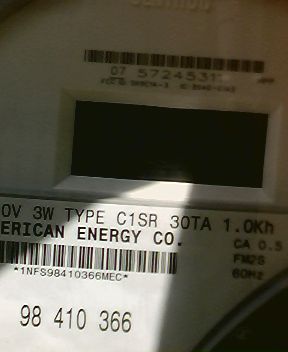 07 57245317
0V 3W TYPE C1SR 30TA 1.0Kh
ERICAN ENERGY CO.
CA 0.5
FM2S
60Hz
*1NFS98410366MEC*
98 410 366